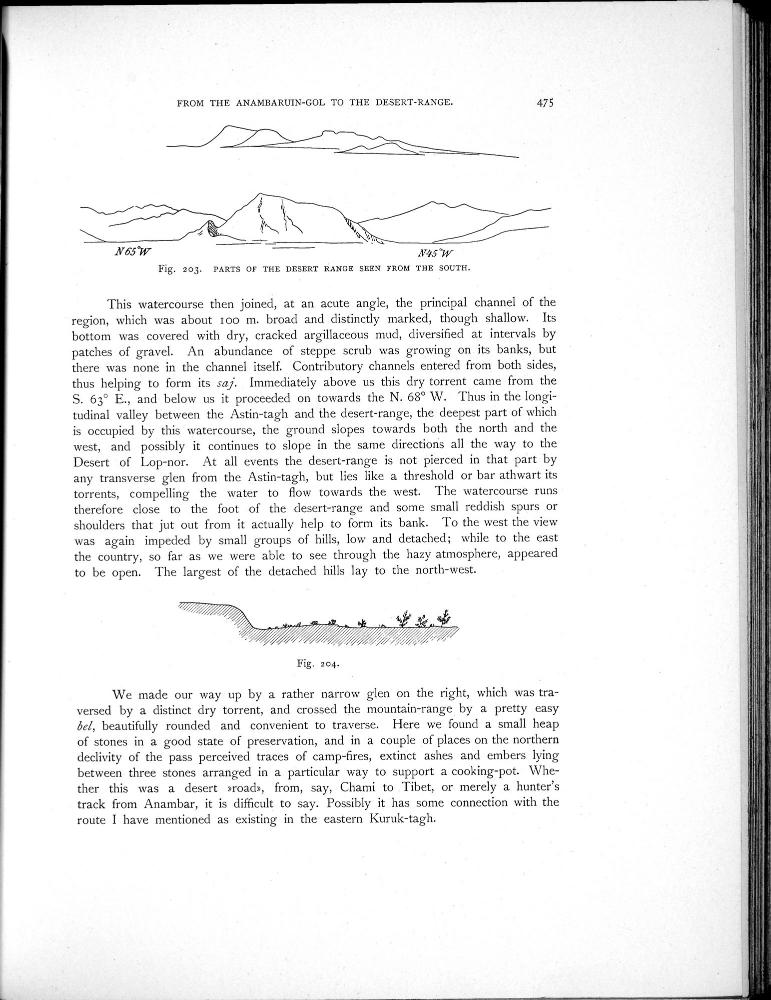 FROM THE ANAMBARUIN-GOL TO THE DESERT-RANGE. 475
N 65° W N 45° W
Fig. 203. PARTS OF THE DESERT RANGE SEEN FROM THE SOUTH.
This watercourse then joined, at an acute angle, the principal channel of the
region, which was about 100 m. broad and distinctly marked, though shallow. Its
bottom was covered with dry, cracked argillaceous mud, diversified at intervals by
patches of gravel. An abundance of steppe scrub was growing on its banks, but
there was none in the channel itself. Contributory channels entered from both sides,
thus helping to form its saj. Immediately above us this dry torrent came from the
S. 63° E., and below us it proceeded on towards the N. 68° W. Thus in the longi-
tudinal valley between the Astin-tagh and the desert-range, the deepest part of which
is occupied by this watercourse, the ground slopes towards both the north and the
west, and possibly it continues to slope in the same directions all the way to the
Desert of Lop-nor. At all events the desert-range is not pierced in that part by
any transverse glen from the Astin-tagh, but lies like a threshold or bar athwart its
torrents, compelling the water to flow towards the west. The watercourse runs
therefore close to the foot of the desert-range and some small reddish spurs or
shoulders that jut out from it actually help to form its bank. To the west the view
was again impeded by small groups of hills, low and detached; while to the east
the country, so far as we were able to see through the hazy atmosphere, appeared
to be open. The largest of the detached hills lay to the north-west.
Fig. 204.
We made our way up by a rather narrow glen on the right, which was tra-
versed by a distinct dry torrent, and crossed the mountain-range by a pretty easy
bel, beautifully rounded and convenient to traverse. Here we found a small heap
of stones in a good state of preservation, and in a couple of places on the northern
declivity of the pass perceived traces of camp-fires, extinct ashes and embers lying
between three stones arranged in a particular way to support a cooking-pot. Whe-
ther this was a desert »road», from, say, Chami to Tibet, or merely a hunter's
track from Anambar, it is difficult to say. Possibly it has some connection with the
route I have mentioned as existing in the eastern Kuruk-tagh.